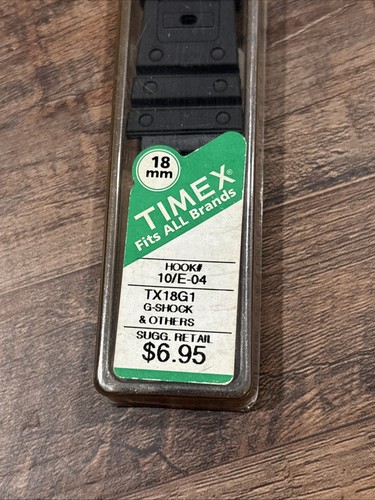 18
mm
TIMEX®
Fits ALL Brands
HOOK#
10/E-04
TX18G1
G-SHOCK
& OTHERS
SUGG. RETAIL
$6.95